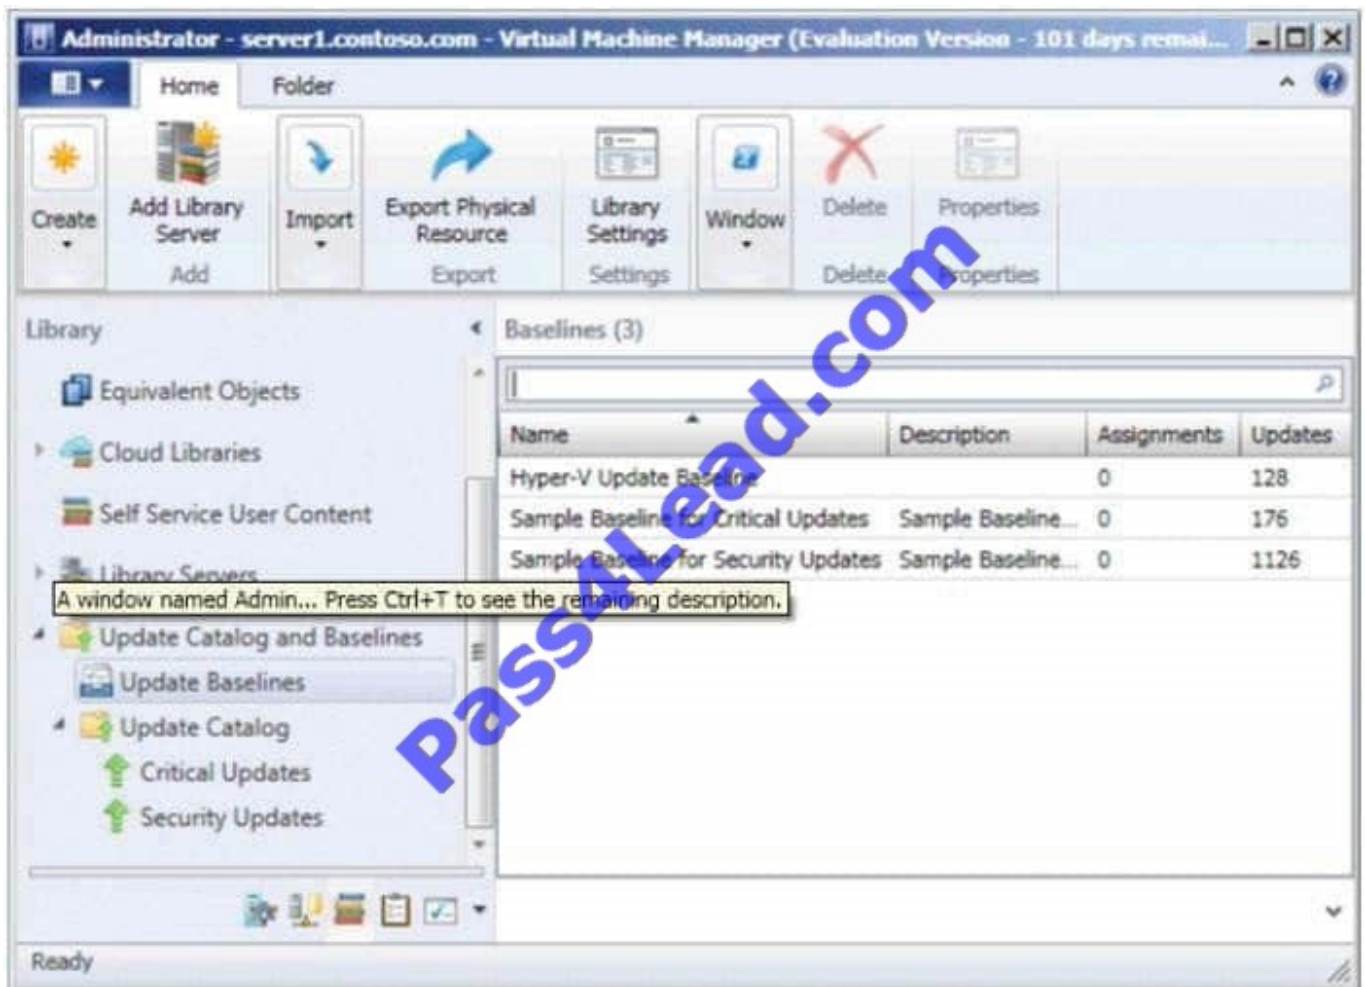 Administrator - server1.contoso.com - Virtual Machine Manager (Evaluation Version - 101 days remai...
Home
Folder
Create
Add Library Server
Import
Export Physical Resource
Library Settings
Window
Delete
Properties
Add
Export
Settings
Delete
Properties
Library
Baselines (3)
Equivalent Objects
Cloud Libraries
Self Service User Content
Library Servers
A window named Admin... Press Ctrl+T to see the remaining description.
Update Catalog and Baselines
Update Baselines
Update Catalog
Critical Updates
Security Updates
Name Description Assignments Updates
Hyper-V Update Baseline 0 128
Sample Baseline for Critical Updates Sample Baseline... 0 176
Sample Baseline for Security Updates Sample Baseline... 0 1126
Pass4Lead.com
Ready